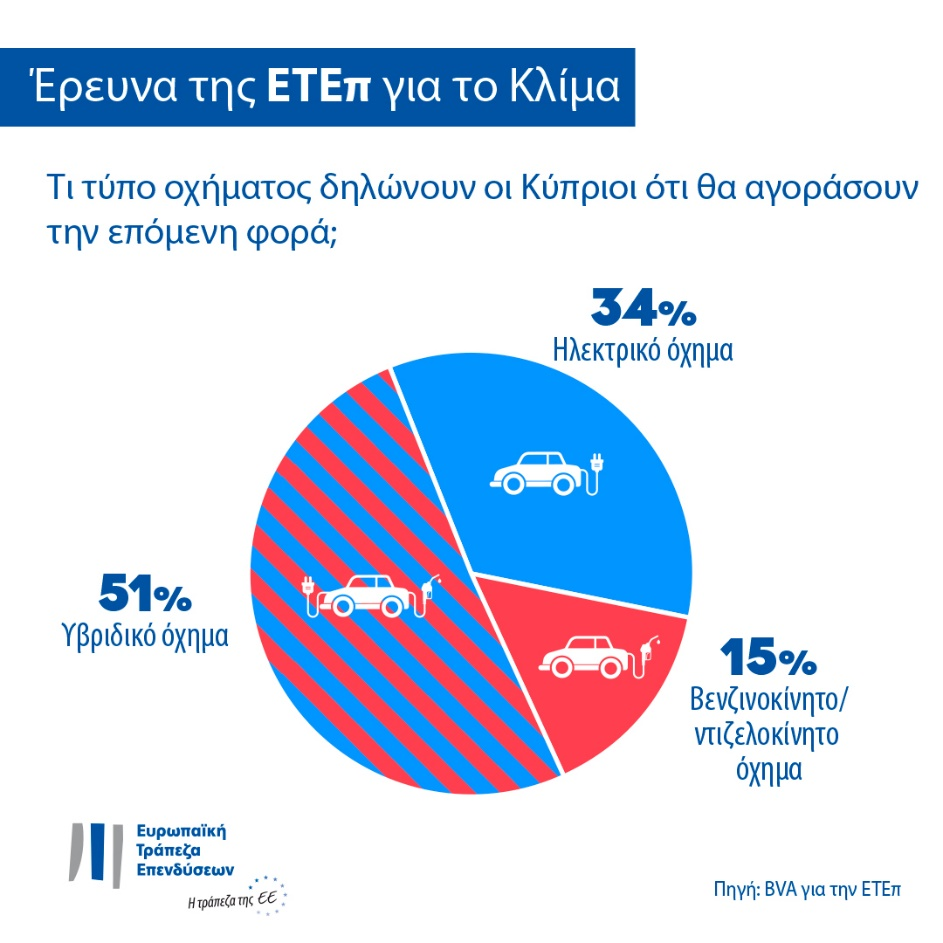 Έρευνα της ΕΤΕπ για το Κλίμα
Τι τύπο οχήματος δηλώνουν οι Κύπριοι ότι θα αγοράσουν
την επόμενη φορά;
34%
Ηλεκτρικό όχημα
51%
Υβριδικό όχημα
15%
Βενζινοκίνητο/
ντιζελοκίνητο
όχημα
Ευρωπαϊκή
Τράπεζα
Επενδύσεων
Η τράπεζα της ΕΕ
Πηγή: BVA για την ΕΤΕπ